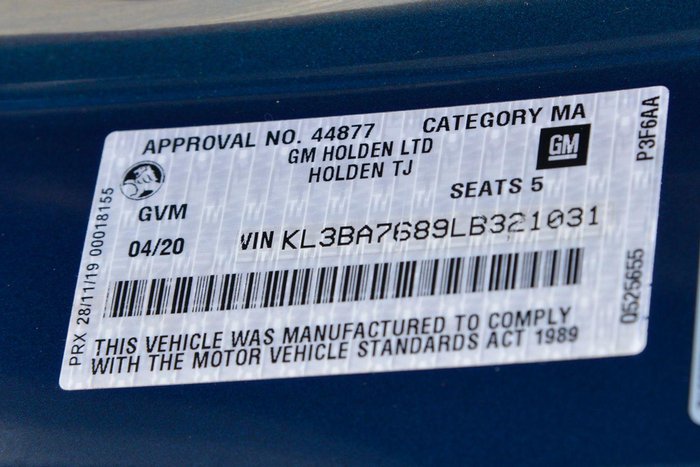 APPROVAL NO. 44877 CATEGORY MA
GM HOLDEN LTD
HOLDEN TJ
GM
SEATS 5
GVM
04/20 VIN KL3BA7689LB321031
THIS VEHICLE WAS MANUFACTURED TO COMPLY
WITH THE MOTOR VEHICLE STANDARDS ACT 1989
PRX 28/11/19 00018155
P3F6AA
0525655